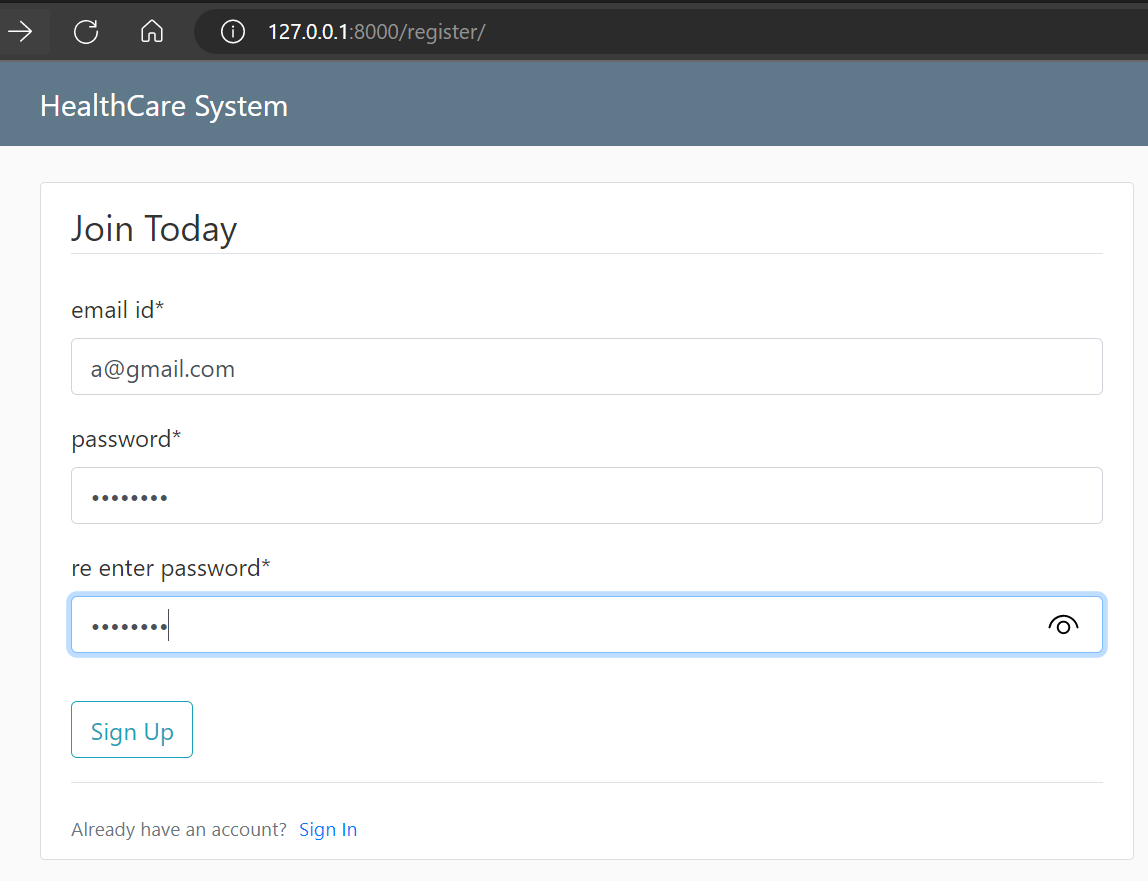 127.0.0.1:8000/register/
HealthCare System
Join Today
email id*
a@gmail.com
password*
••••••••
re enter password*
••••••••
Sign Up
Already have an account? Sign In